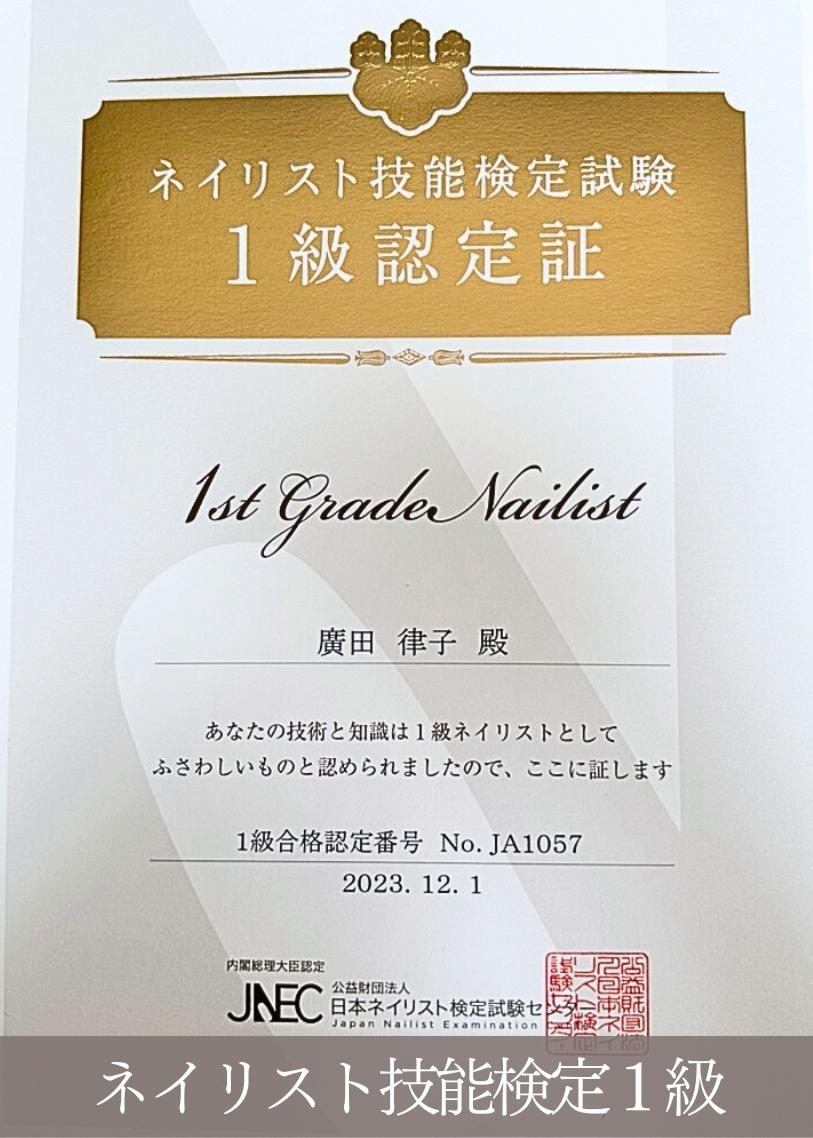 ネイリスト技能検定試験
1級認定証
1st Grade Nailist
廣田 律子 殿
あなたの技術と知識は1級ネイリストとして
ふさわしいものと認められましたので、ここに証します
1級合格認定番号 No. JA1057
2023. 12. 1
内閣総理大臣認定
JNEC
公益財団法人
日本ネイリスト検定試験センター
Japan Nailist Examination
ネイリスト技能検定1級